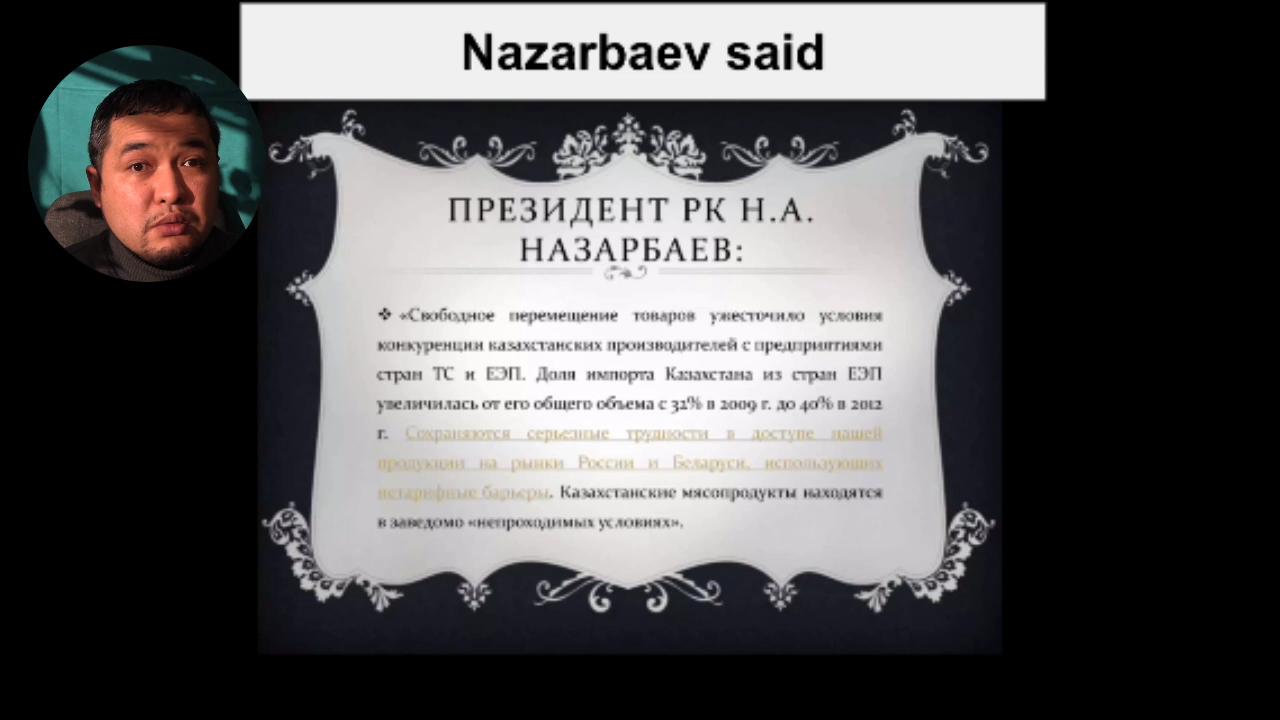 Nazarbaev said
ПРЕЗИДЕНТ РК Н.А.
НАЗАРБАЕВ:
❖ «Свободное перемещение товаров ужесточило условия
конкуренции казахстанских производителей с предприятиями
стран ТС и ЕЭП. Доля импорта Казахстана из стран ЕЭП
увеличилась от его общего объема с 32% в 2009 г. до 40% в 2012
г. Сохраняются серьезные трудности в доступе нашей
продукции на рынки России и Беларуси, использующих
нетарифные барьеры. Казахстанские мясопродукты находятся
в заведомо «непроходимых условиях».